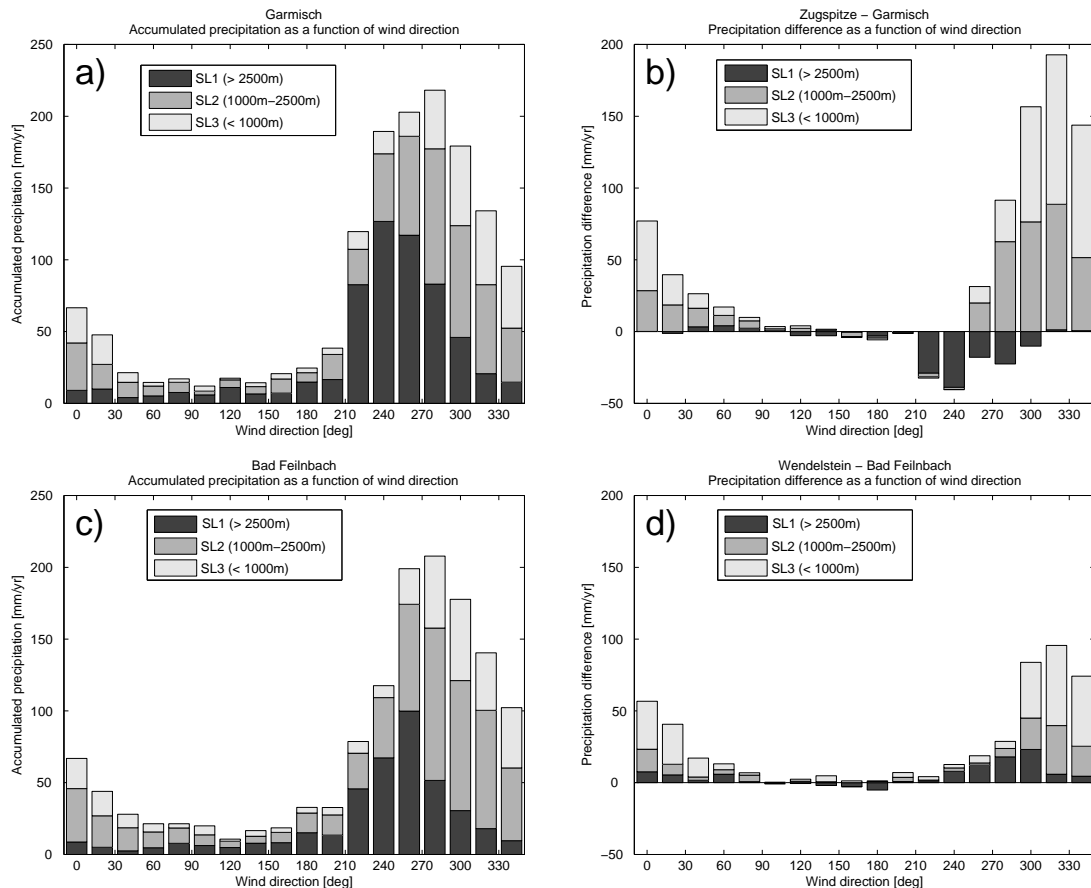 Garmisch
Accumulated precipitation as a function of wind direction
a)
SL1 (> 2500m)
SL2 (1000m−2500m)
SL3 (< 1000m)
Accumulated precipitation [mm/yr]
250
200
150
100
50
0
0 30 60 90 120 150 180 210 240 270 300 330
Wind direction [deg]
Zugspitze − Garmisch
Precipitation difference as a function of wind direction
b)
SL1 (> 2500m)
SL2 (1000m−2500m)
SL3 (< 1000m)
Precipitation difference [mm/yr]
200
150
100
50
0
−50
0 30 60 90 120 150 180 210 240 270 300 330
Wind direction [deg]
Bad Feilnbach
Accumulated precipitation as a function of wind direction
c)
SL1 (> 2500m)
SL2 (1000m−2500m)
SL3 (< 1000m)
Accumulated precipitation [mm/yr]
250
200
150
100
50
0
0 30 60 90 120 150 180 210 240 270 300 330
Wind direction [deg]
Wendelstein − Bad Feilnbach
Precipitation difference as a function of wind direction
d)
SL1 (> 2500m)
SL2 (1000m−2500m)
SL3 (< 1000m)
Precipitation difference [mm/yr]
200
150
100
50
0
−50
0 30 60 90 120 150 180 210 240 270 300 330
Wind direction [deg]